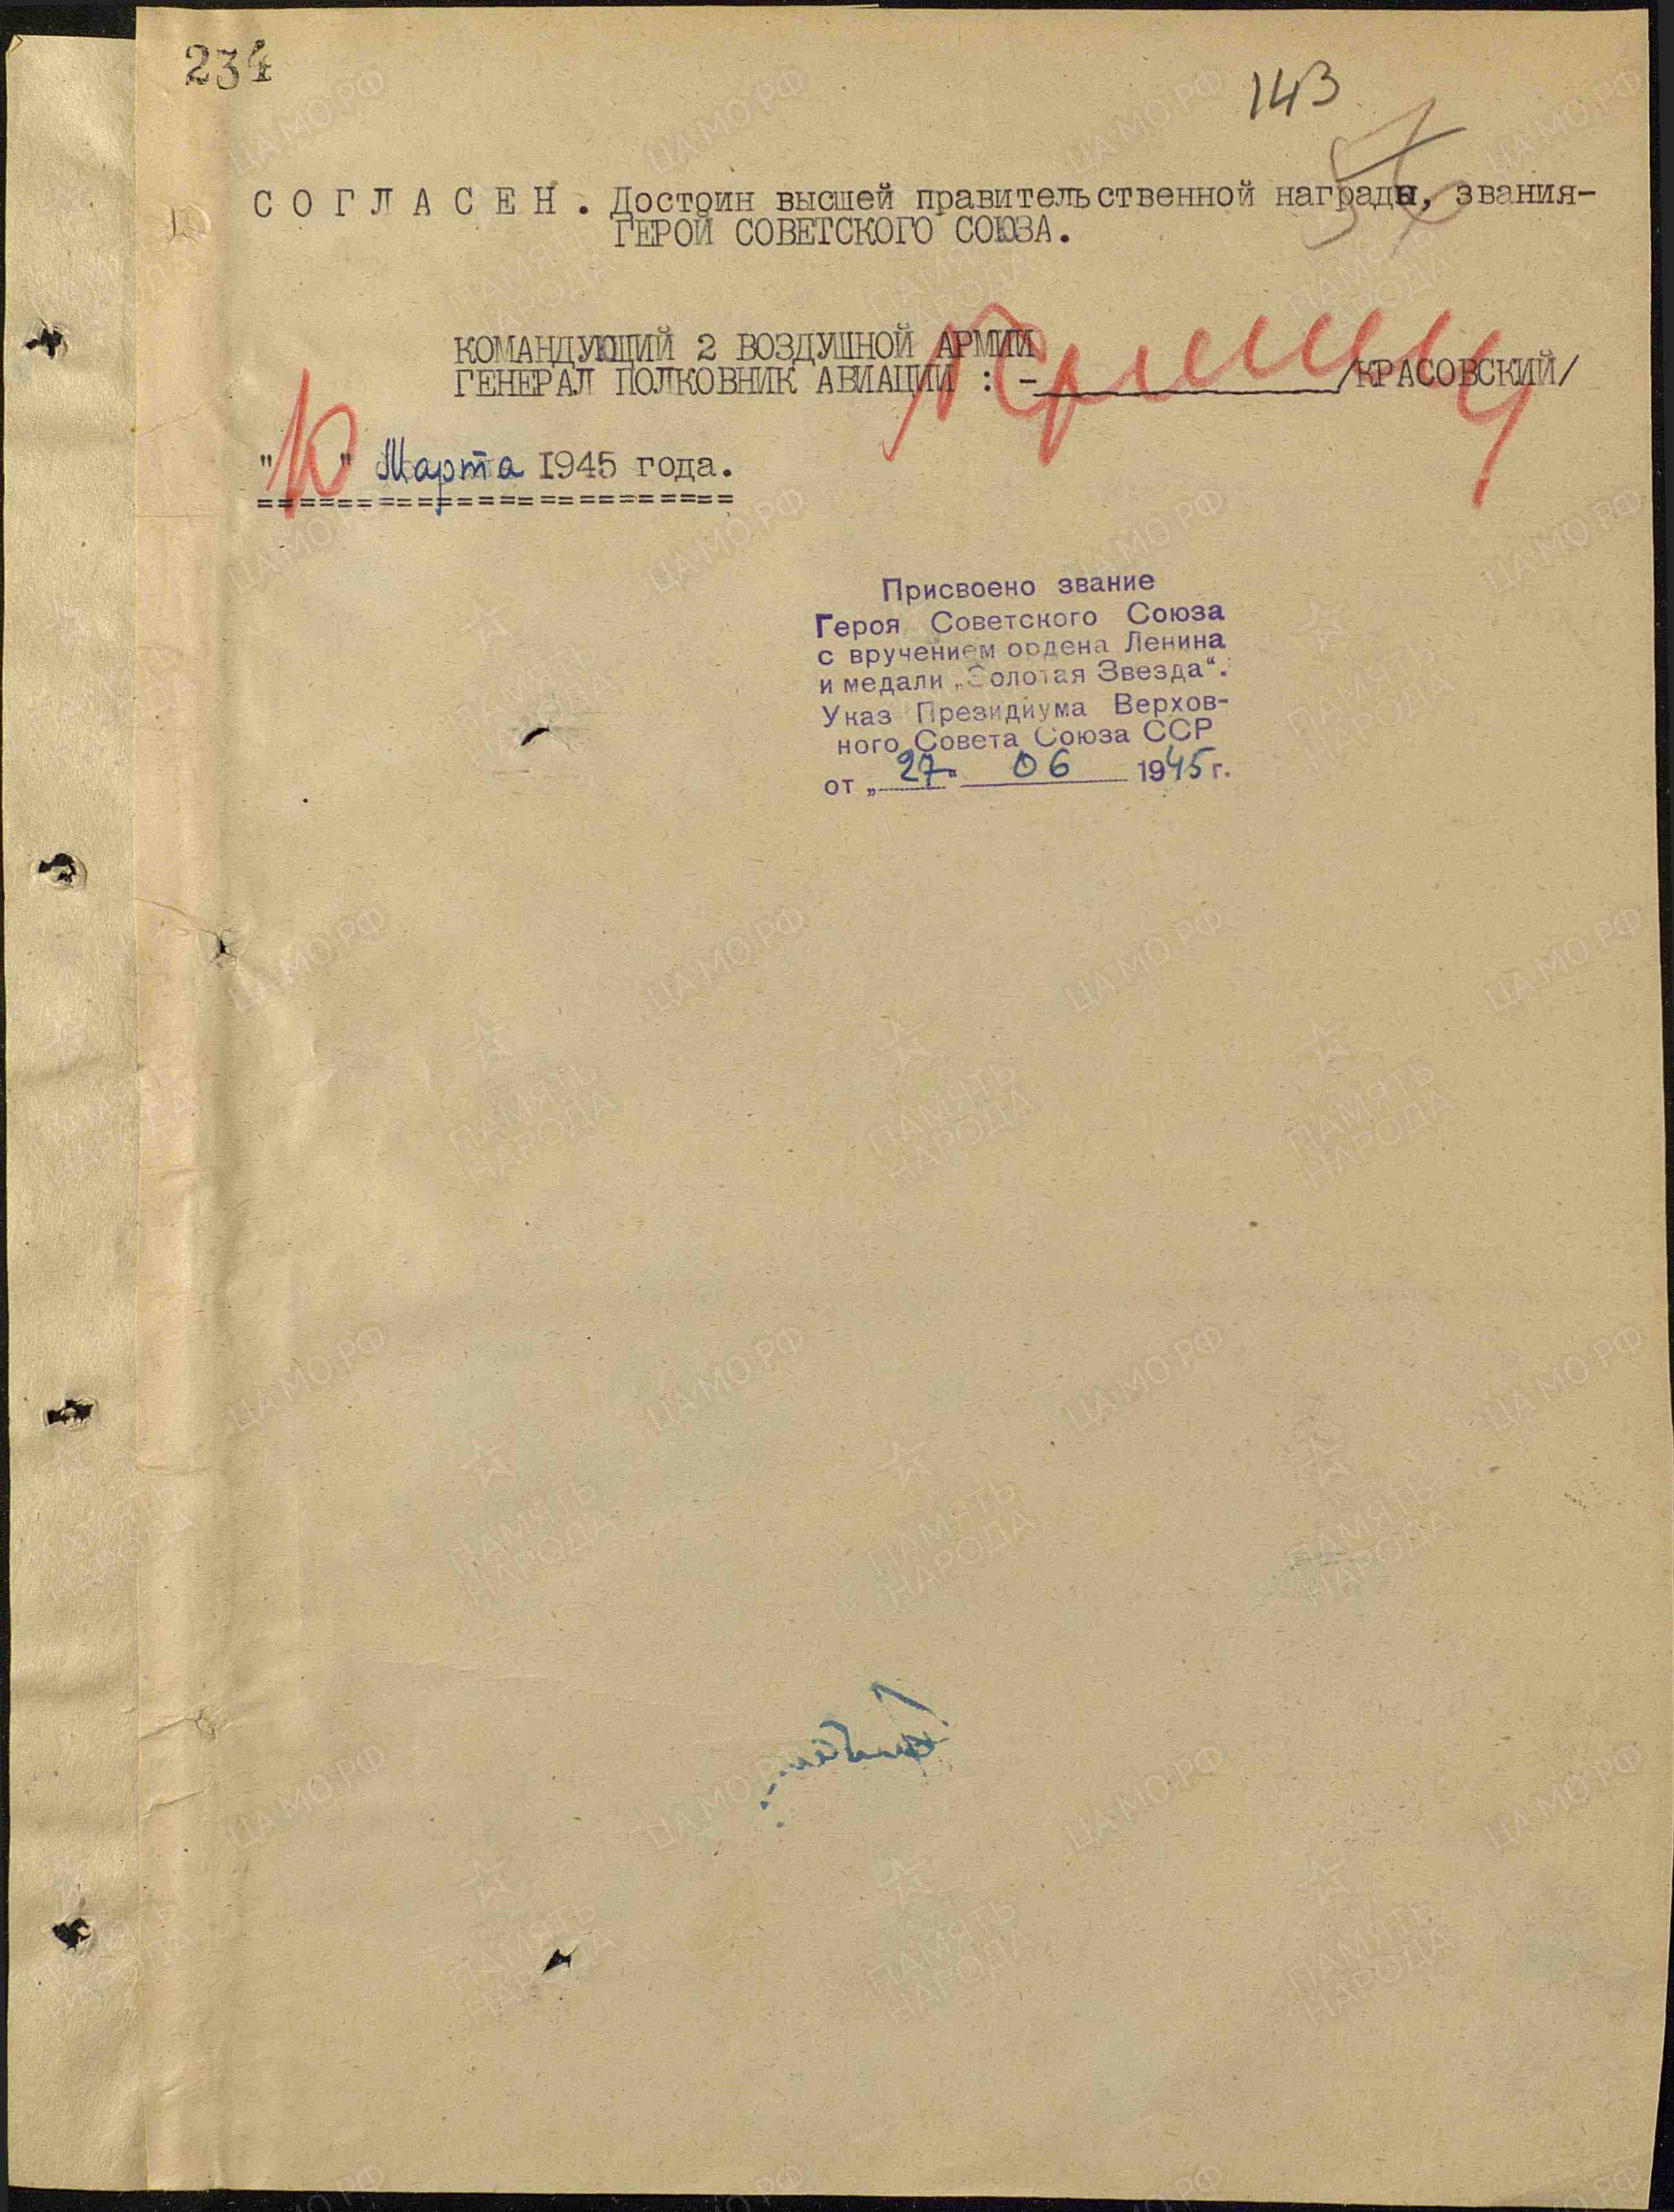 234
143
С О Г Л А С Е Н . Достоин высшей правительственной награды, звания-
ГЕРОЙ СОВЕТСКОГО СОЮЗА.
КОМАНДУЮЩИЙ 2 ВОЗДУШНОЙ АРМИИ
ГЕНЕРАЛ ПОЛКОВНИК АВИАЦИИ : -____________/КРАСОВСКИЙ/
"10" Марта 1945 года.
========================
Присвоено звание
Героя Советского Союза
с вручением ордена Ленина
и медали „Золотая Звезда“.
Указ Президиума Верхов-
ного Совета Союза ССР
от „27“ 06 1945 г.